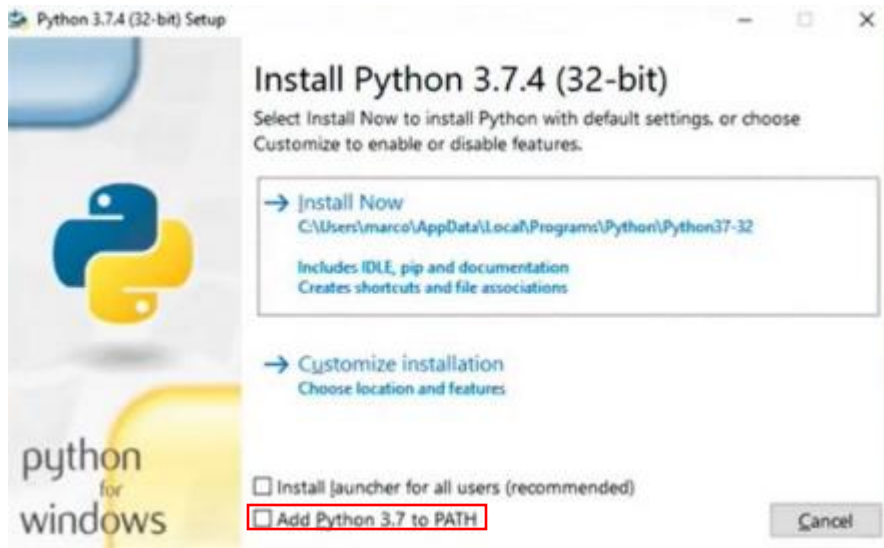 Python 3.7.4 (32-bit) Setup
Install Python 3.7.4 (32-bit)
Select Install Now to install Python with default settings, or choose
Customize to enable or disable features.
Install Now
C:\Users\marco\AppData\Local\Programs\Python\Python37-32
Includes IDLE, pip and documentation
Creates shortcuts and file associations
Customize installation
Choose location and features
python
for
windows
Install launcher for all users (recommended)
Add Python 3.7 to PATH
Cancel